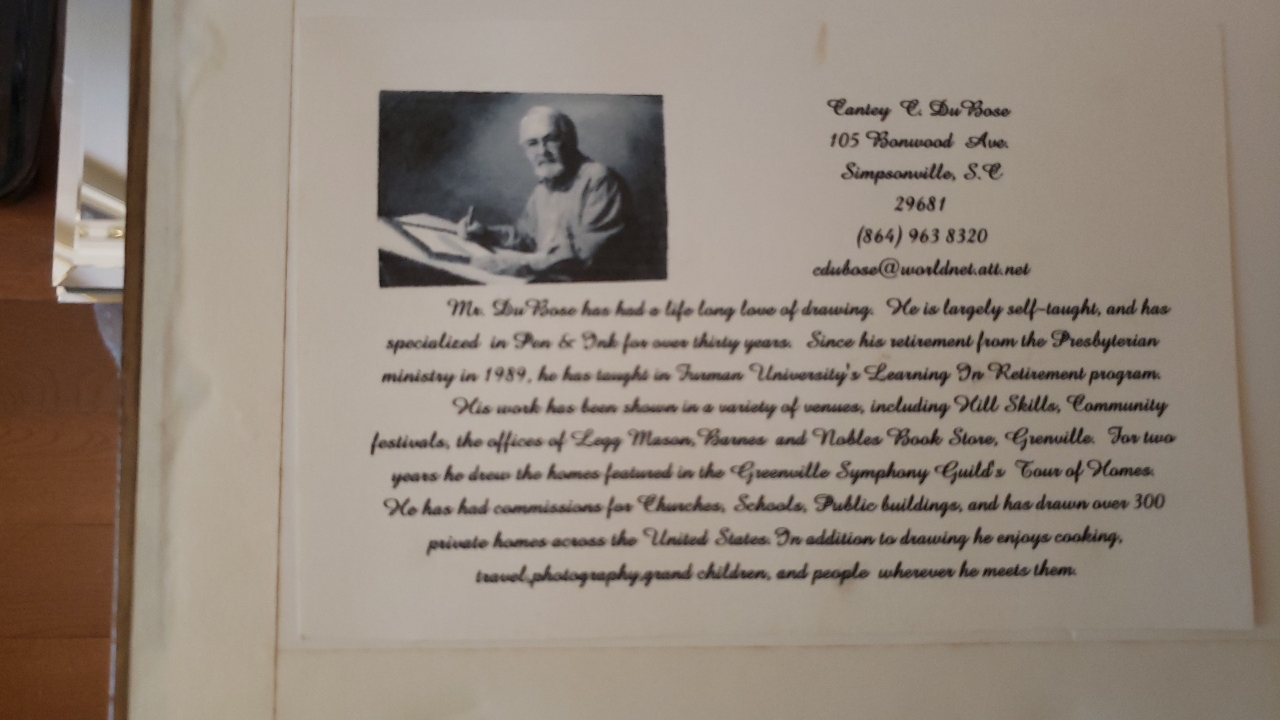 Cantey C. DuBose
105 Bonwood Ave.
Simpsonville, S.C
29681
(864) 963 8320
cdubose@worldnet.att.net
Mr. DuBose has had a life long love of drawing. He is largely self-taught, and has
specialized in Pen & Ink for over thirty years. Since his retirement from the Presbyterian
ministry in 1989, he has taught in Furman University's Learning In Retirement program.
His work has been shown in a variety of venues, including Hill Skills, Community
festivals, the offices of Legg Mason, Barnes and Nobles Book Store, Grenville. For two
years he drew the homes featured in the Greenville Symphony Guild's Tour of Homes.
He has had commissions for Churches, Schools, Public buildings, and has drawn over 300
private homes across the United States. In addition to drawing he enjoys cooking,
travel,photography,grand children, and people wherever he meets them.